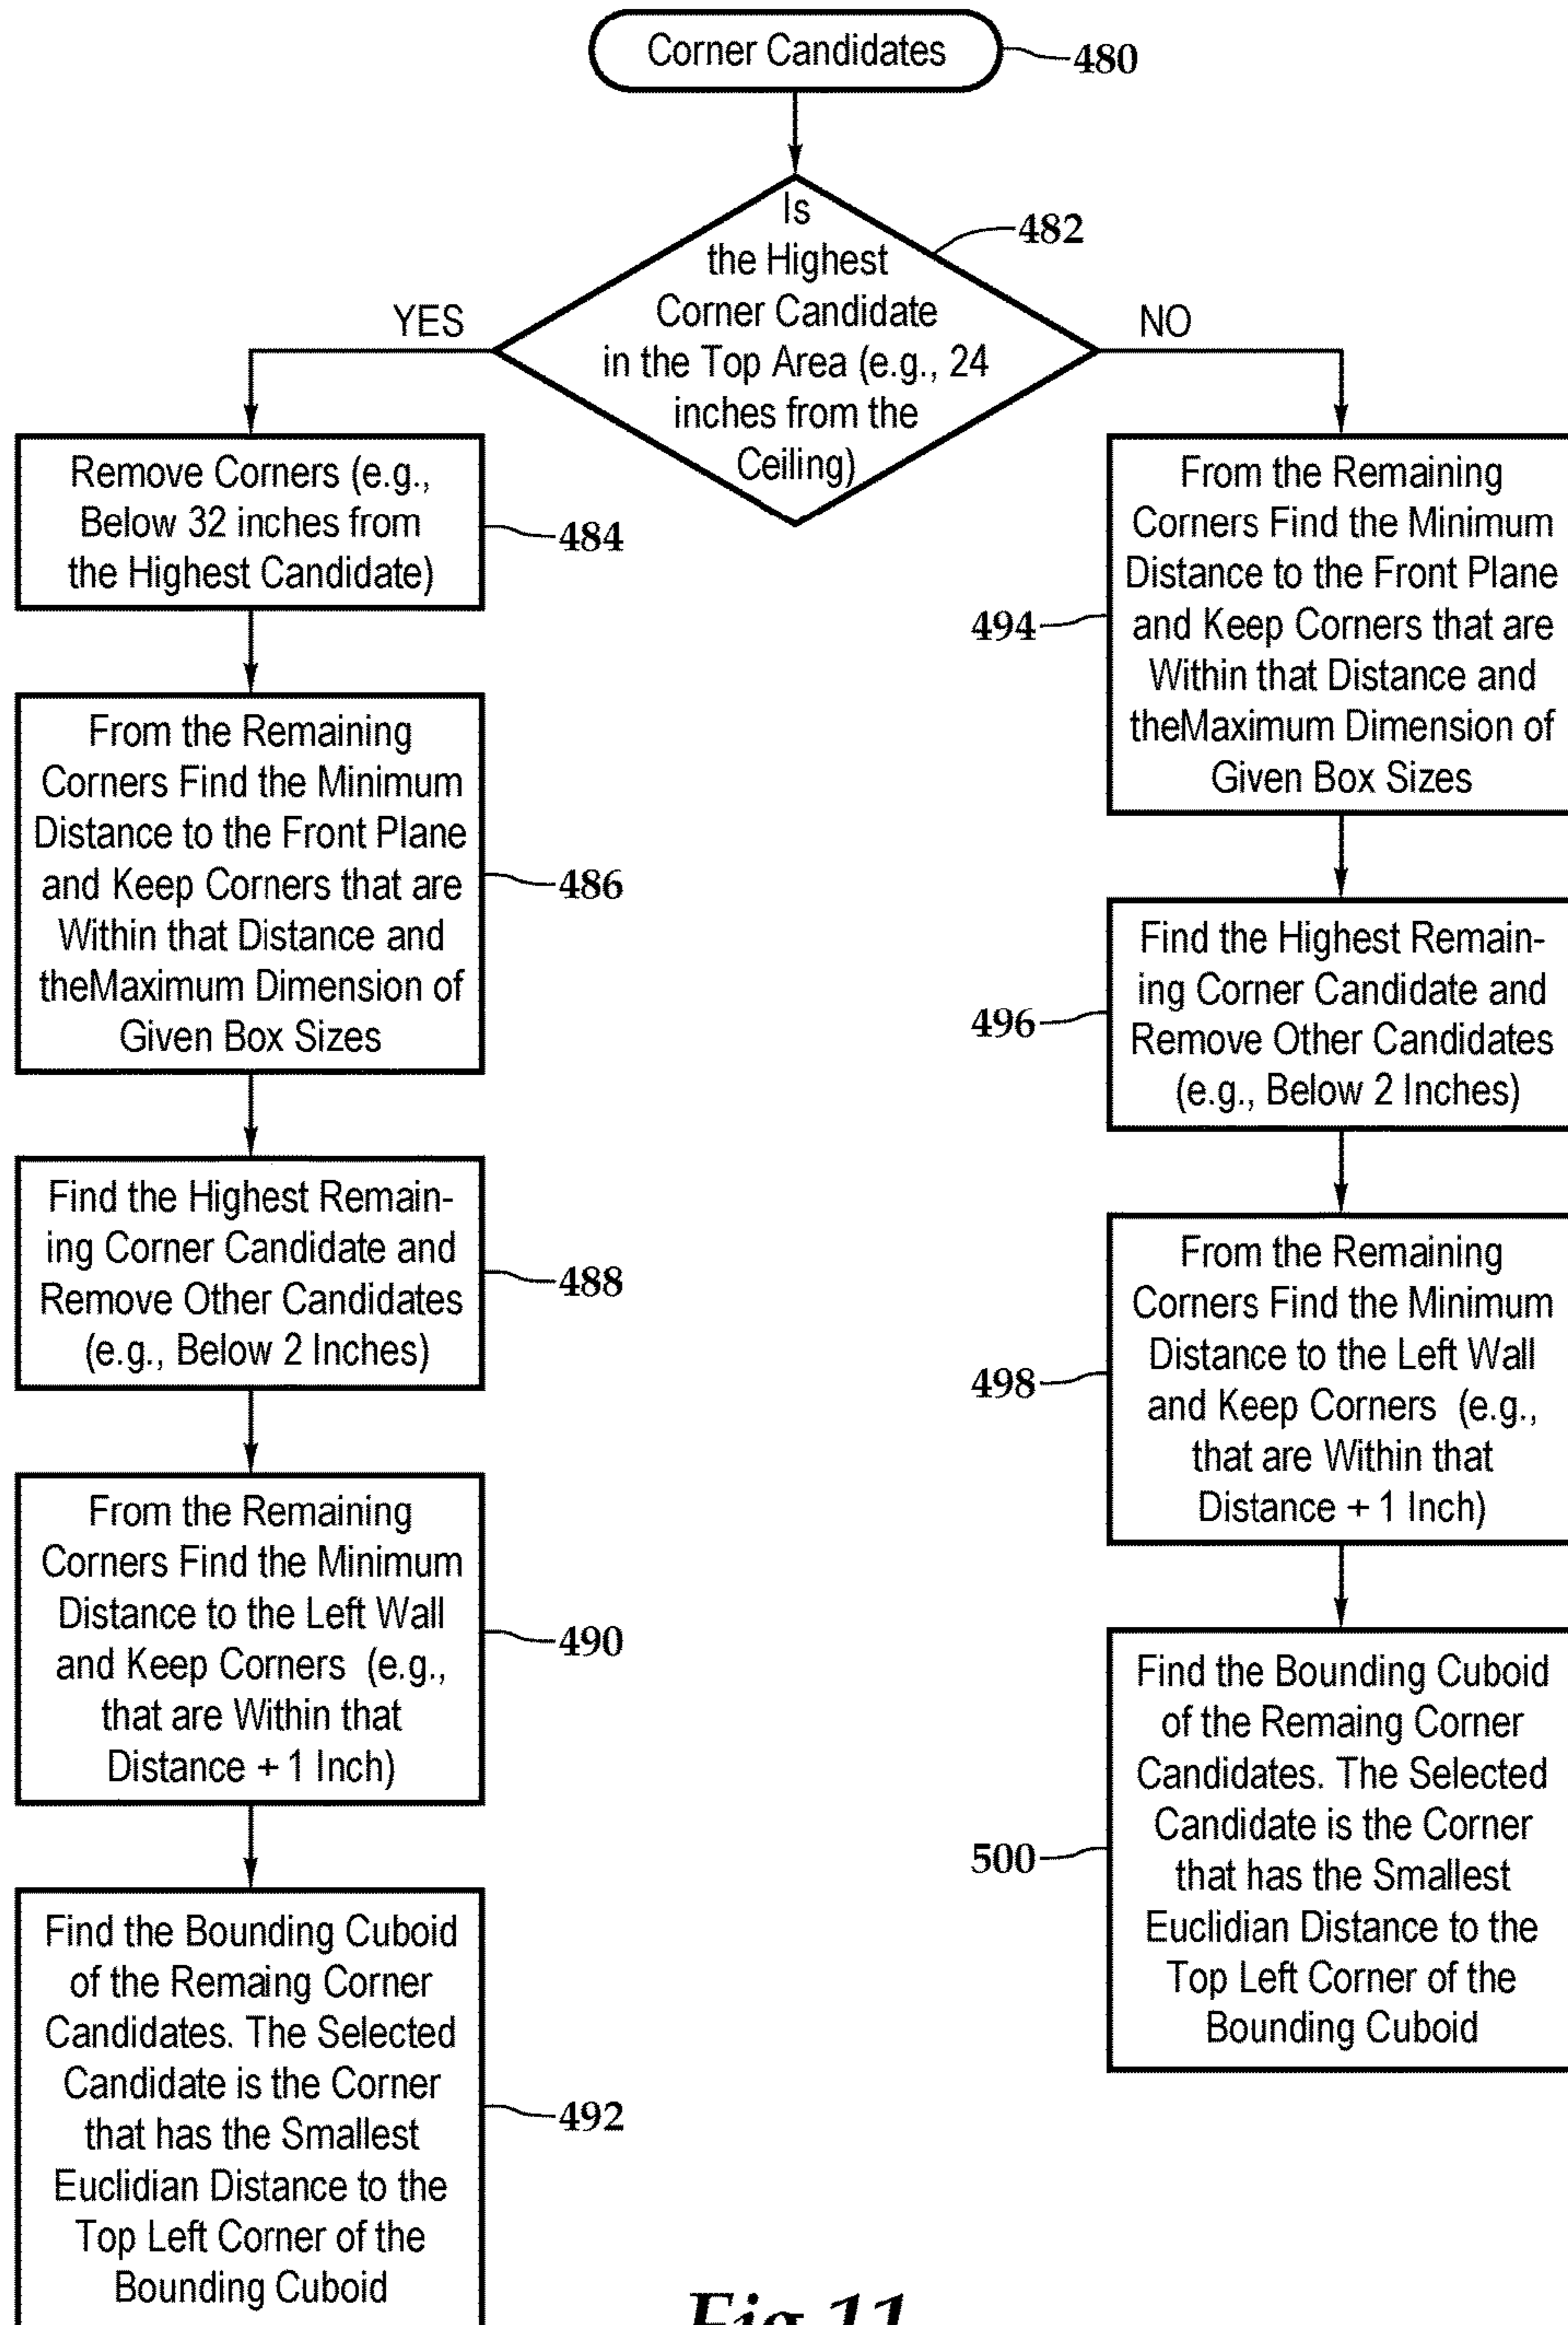 Corner Candidates
480
Is
the Highest
Corner Candidate
in the Top Area (e.g., 24
inches from the
Ceiling)
482
YES
NO
Remove Corners (e.g.,
Below 32 inches from
the Highest Candidate)
484
From the Remaining
Corners Find the Minimum
Distance to the Front Plane
and Keep Corners that are
Within that Distance and
theMaximum Dimension of
Given Box Sizes
486
Find the Highest Remain-
ing Corner Candidate and
Remove Other Candidates
(e.g., Below 2 Inches)
488
From the Remaining
Corners Find the Minimum
Distance to the Left Wall
and Keep Corners (e.g.,
that are Within that
Distance + 1 Inch)
490
Find the Bounding Cuboid
of the Remaing Corner
Candidates. The Selected
Candidate is the Corner
that has the Smallest
Euclidian Distance to the
Top Left Corner of the
Bounding Cuboid
492
From the Remaining
Corners Find the Minimum
Distance to the Front Plane
and Keep Corners that are
Within that Distance and
theMaximum Dimension of
Given Box Sizes
494
Find the Highest Remain-
ing Corner Candidate and
Remove Other Candidates
(e.g., Below 2 Inches)
496
From the Remaining
Corners Find the Minimum
Distance to the Left Wall
and Keep Corners (e.g.,
that are Within that
Distance + 1 Inch)
498
Find the Bounding Cuboid
of the Remaing Corner
Candidates. The Selected
Candidate is the Corner
that has the Smallest
Euclidian Distance to the
Top Left Corner of the
Bounding Cuboid
500
Fig.11